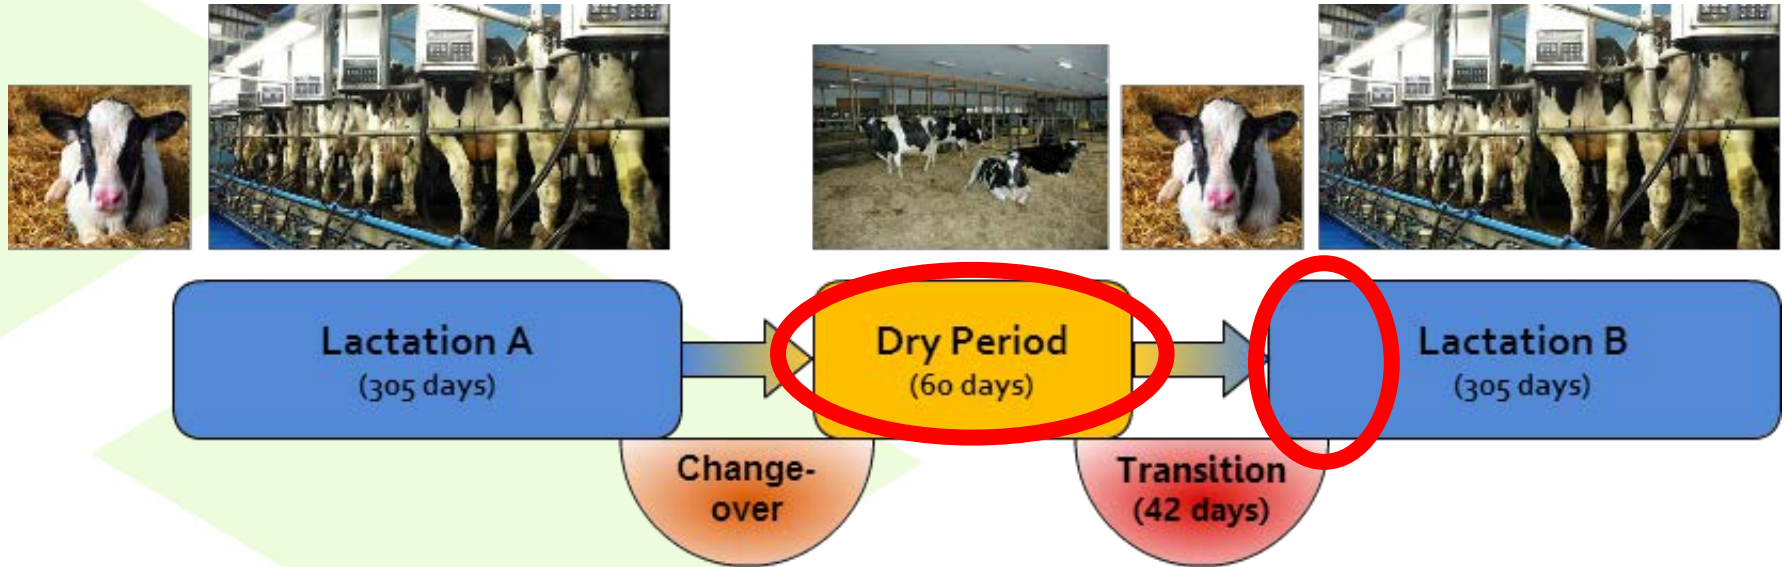 Lactation A
(305 days)
Dry Period
(60 days)
Lactation B
(305 days)
Change-
over
Transition
(42 days)